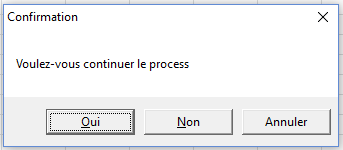 Confirmation
Voulez-vous continuer le process
Oui
Non
Annuler